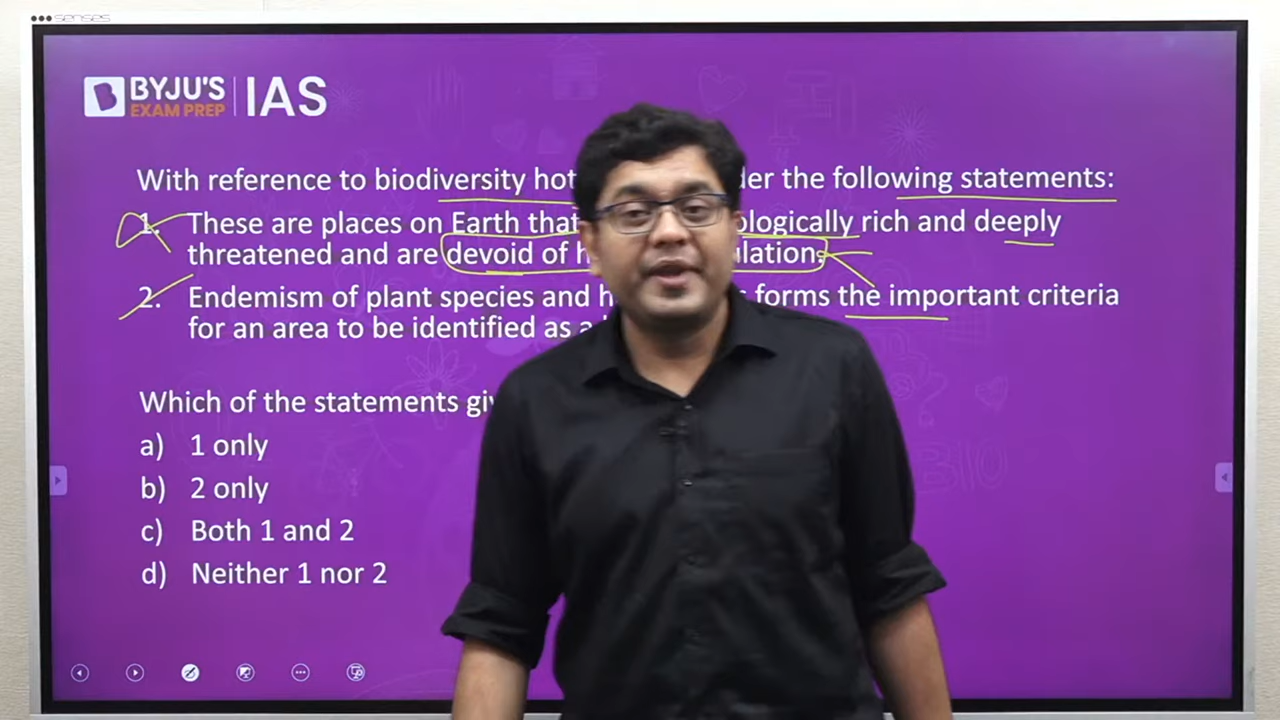 senses
BYJU'S IAS
EXAM PREP
With reference to biodiversity hot der the following statements:
1. These are places on Earth that ologically rich and deeply
threatened and are devoid of h ulation.
2. Endemism of plant species and h s forms the important criteria
for an area to be identified as a
Which of the statements giv
a) 1 only
b) 2 only
c) Both 1 and 2
d) Neither 1 nor 2
BIO